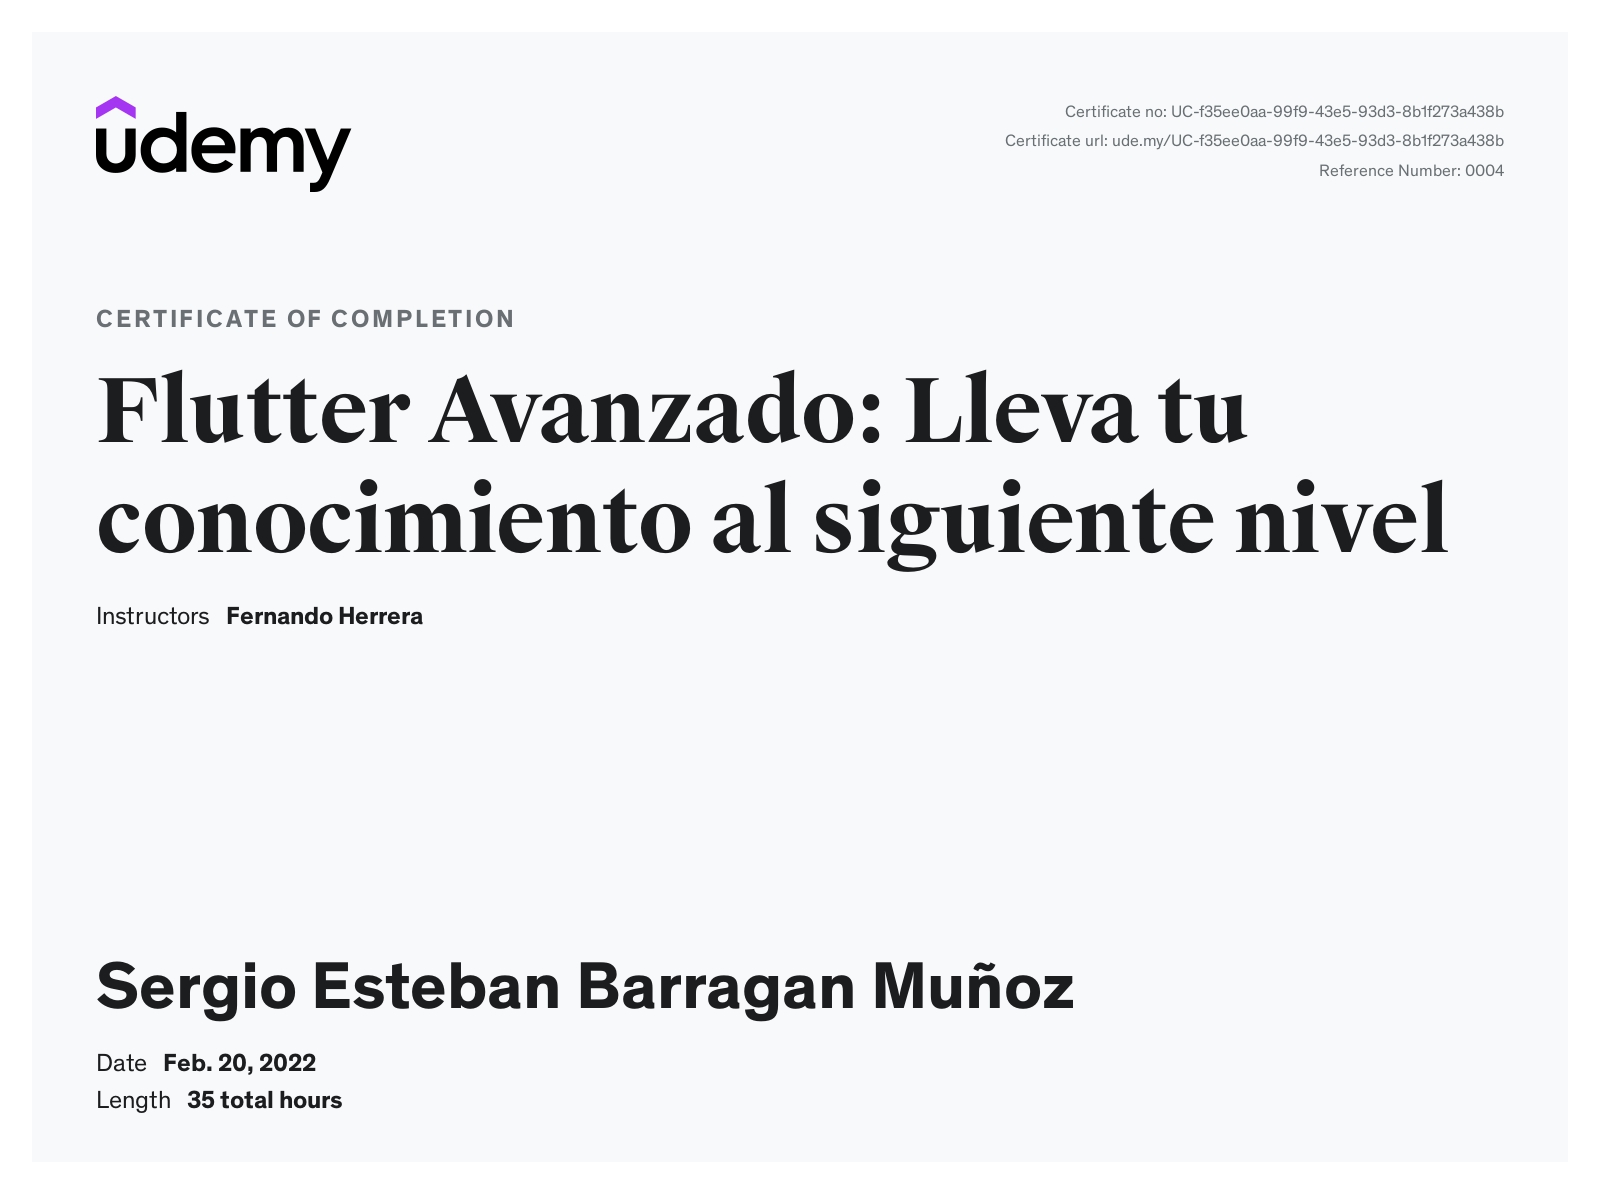 udemy
Certificate no: UC-f35ee0aa-99f9-43e5-93d3-8b1f273a438b
Certificate url: ude.my/UC-f35ee0aa-99f9-43e5-93d3-8b1f273a438b
Reference Number: 0004
CERTIFICATE OF COMPLETION
Flutter Avanzado: Lleva tu
conocimiento al siguiente nivel
Instructors Fernando Herrera
Sergio Esteban Barragan Muñoz
Date Feb. 20, 2022
Length 35 total hours